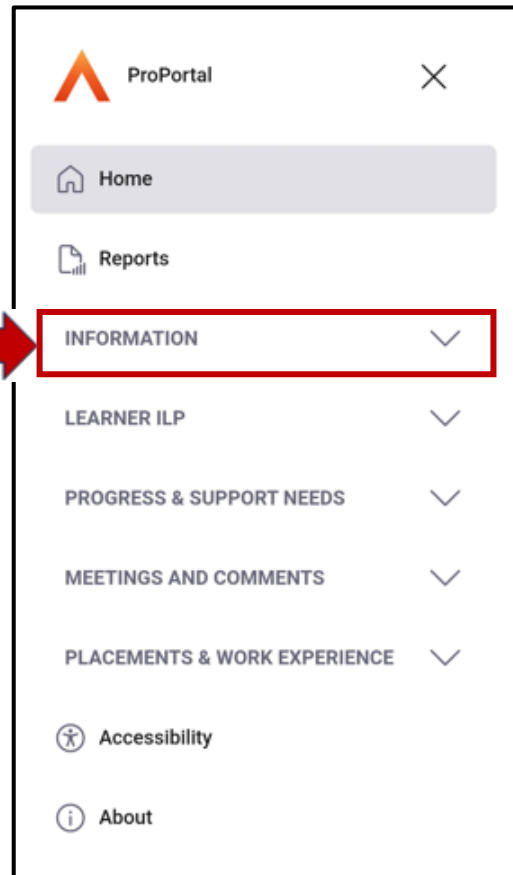 ProPortal
Home
Reports
INFORMATION
LEARNER ILP
PROGRESS & SUPPORT NEEDS
MEETINGS AND COMMENTS
PLACEMENTS & WORK EXPERIENCE
Accessibility
About